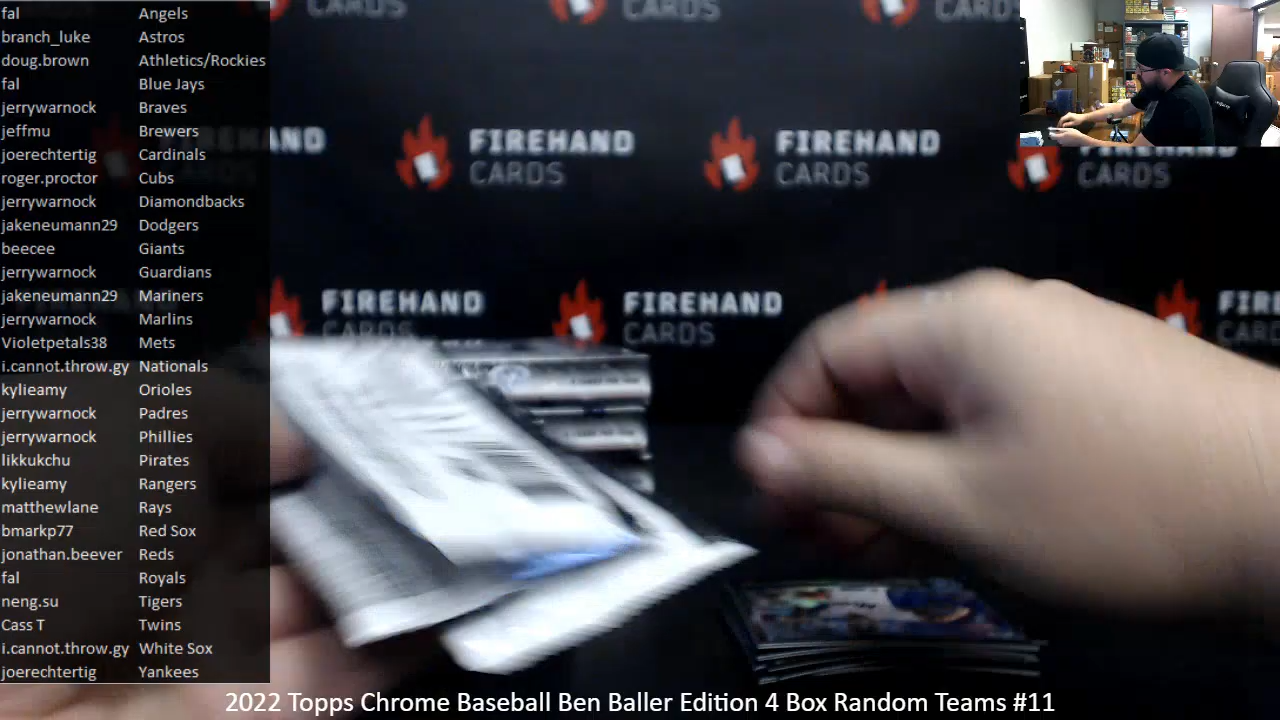 fal Angels
branch_luke Astros
doug.brown Athletics/Rockies
fal Blue Jays
jerrywarnock Braves
jeffmu Brewers
joerechtertig Cardinals
roger.proctor Cubs
jerrywarnock Diamondbacks
jakeneumann29 Dodgers
beecee Giants
jerrywarnock Guardians
jakeneumann29 Mariners
jerrywarnock Marlins
Violetpetals38 Mets
i.cannot.throw.gy Nationals
kylieamy Orioles
jerrywarnock Padres
jerrywarnock Phillies
likkukchu Pirates
kylieamy Rangers
matthewlane Rays
bmarkp77 Red Sox
jonathan.beever Reds
fal Royals
neng.su Tigers
Cass T Twins
i.cannot.throw.gy White Sox
joerechtertig Yankees
CARDS
CARDS
CARD
FIREHAND
CARDS
FIREHAND
CARDS
CARDS
FIREHAND
CARDS
FIREHAND
CARDS
2022 Topps Chrome Baseball Ben Baller Edition 4 Box Random Teams #11